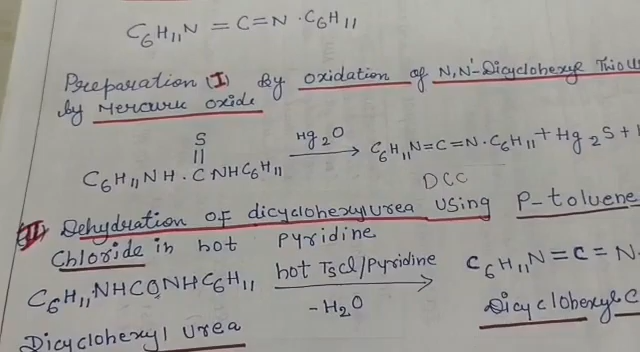 C6H11N = C = N · C6H11
Preparation (I) By oxidation of N,N'-Dicyclohexyl
by Mercuric oxide
S
||
C6H11NH · C NHC6H11 Hg2O → C6H11N=C=N·C6H11 + Hg2S +
DCC
(II) Dehydration of dicyclohexylurea using P-toluene
Chloride in hot pyridine
C6H11NHCONHC6H11 hot TsCl/Pyridine → C6H11N=C=N
-H2O
Dicyclohexyl urea